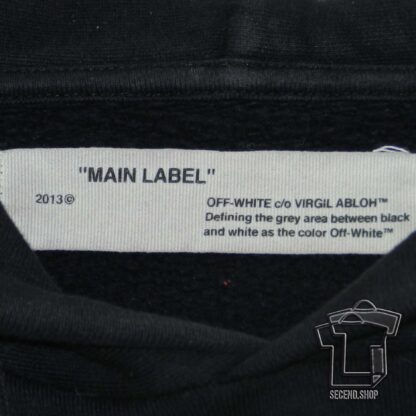 "MAIN LABEL"
2013©
OFF-WHITE c/o VIRGIL ABLOH™
Defining the grey area between black
and white as the color Off-White™
SECEND.SHOP